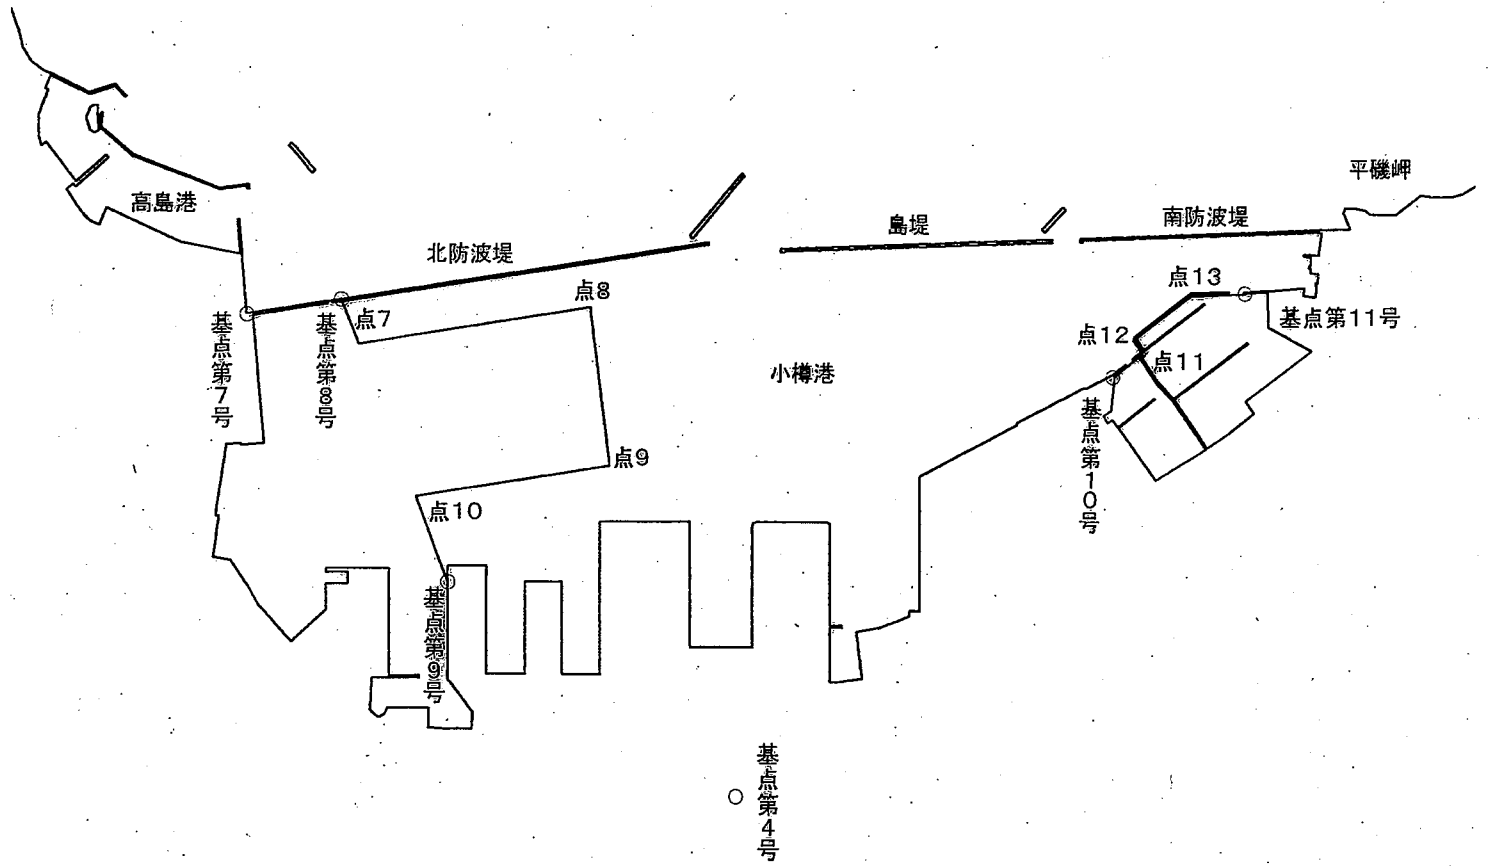 平磯岬
高島港
島堤
南防波堤
北防波堤
点13
点8
基点第7号
基点第8号
点7
基点第11号
点12
点11
小樽港
基点第10号
点9
点10
基点第9号
基点第4号